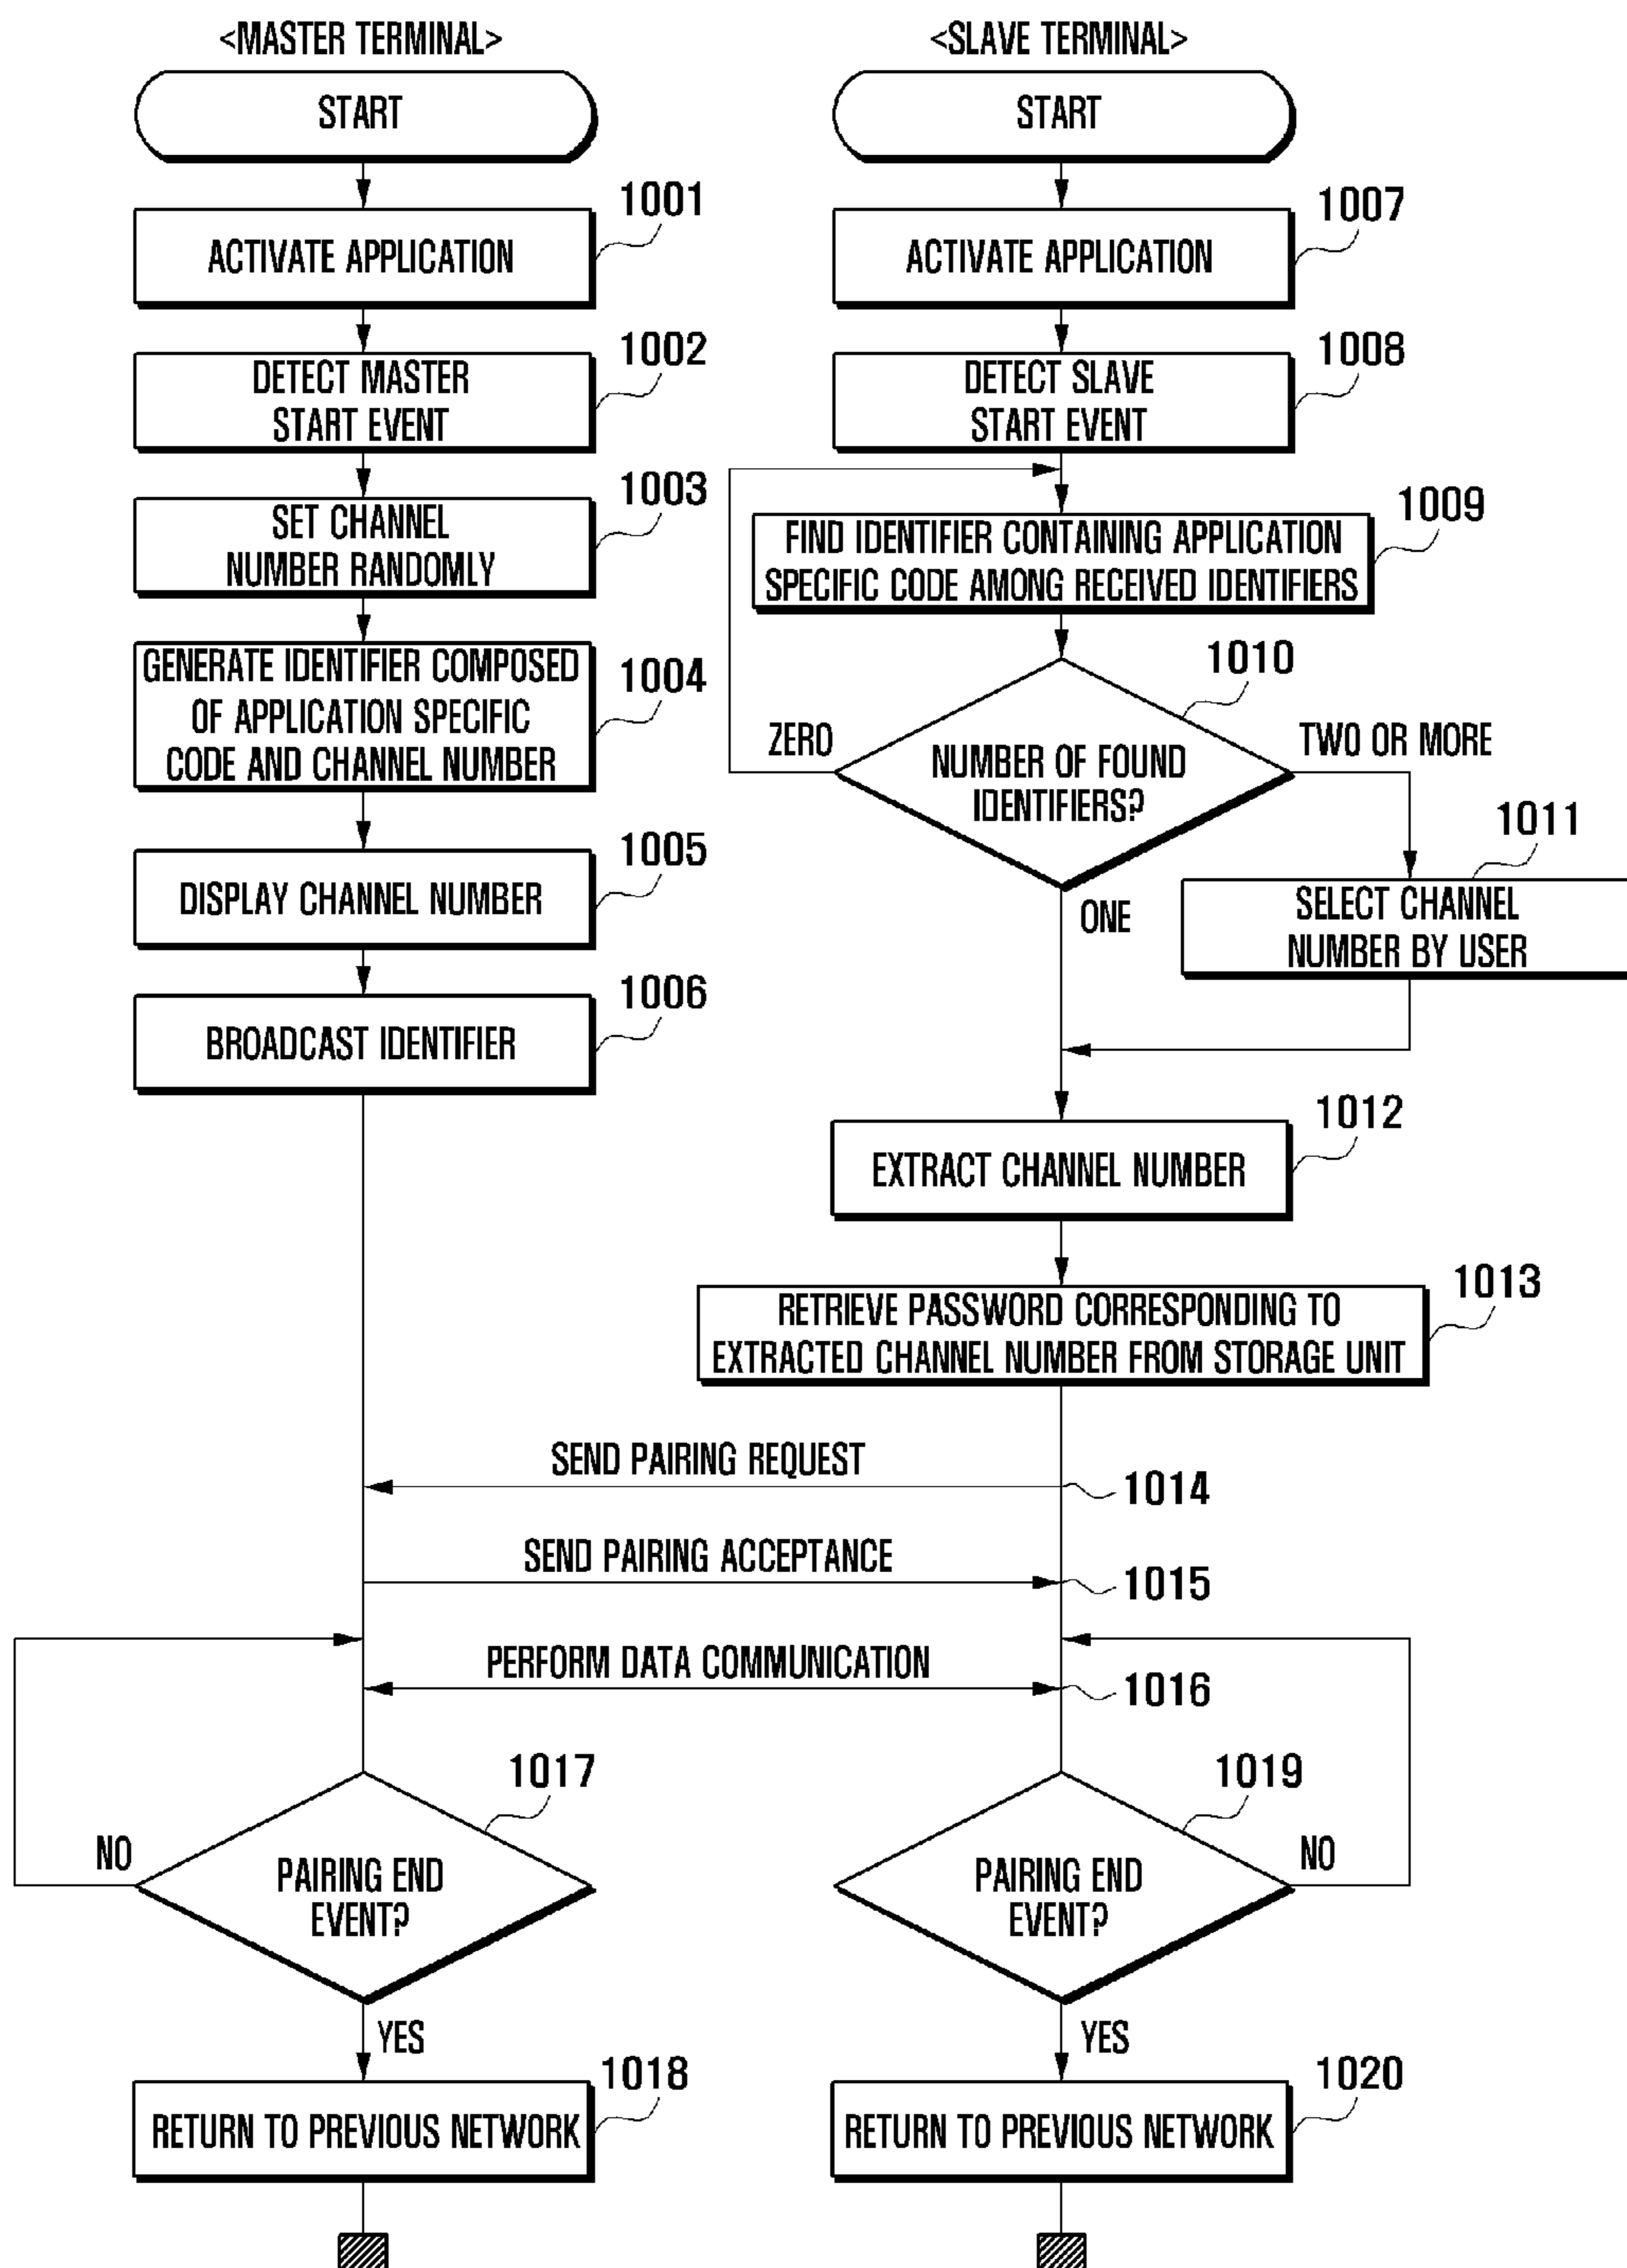 <MASTER TERMINAL>
START
1001
ACTIVATE APPLICATION
1002
DETECT MASTER
START EVENT
1003
SET CHANNEL
NUMBER RANDOMLY
1004
GENERATE IDENTIFIER COMPOSED
OF APPLICATION SPECIFIC
CODE AND CHANNEL NUMBER
1005
DISPLAY CHANNEL NUMBER
1006
BROADCAST IDENTIFIER
<SLAVE TERMINAL>
START
1007
ACTIVATE APPLICATION
1008
DETECT SLAVE
START EVENT
1009
FIND IDENTIFIER CONTAINING APPLICATION
SPECIFIC CODE AMONG RECEIVED IDENTIFIERS
1010
ZERO
NUMBER OF FOUND
IDENTIFIERS?
TWO OR MORE
1011
ONE
SELECT CHANNEL
NUMBER BY USER
1012
EXTRACT CHANNEL NUMBER
1013
RETRIEVE PASSWORD CORRESPONDING TO
EXTRACTED CHANNEL NUMBER FROM STORAGE UNIT
SEND PAIRING REQUEST
1014
SEND PAIRING ACCEPTANCE
1015
PERFORM DATA COMMUNICATION
1016
1017
NO
PAIRING END
EVENT?
YES
1018
RETURN TO PREVIOUS NETWORK
1019
NO
PAIRING END
EVENT?
YES
1020
RETURN TO PREVIOUS NETWORK